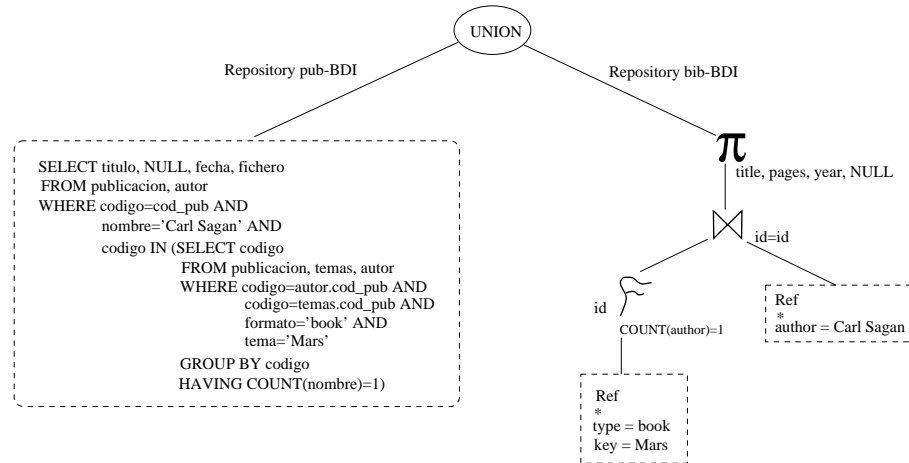 UNION
Repository pub-BDI
Repository bib-BDI
SELECT titulo, NULL, fecha, fichero
FROM publicacion, autor
WHERE codigo=cod_pub AND
nombre='Carl Sagan' AND
codigo IN (SELECT codigo
FROM publicacion, temas, autor
WHERE codigo=autor.cod_pub AND
codigo=temas.cod_pub AND
formato='book' AND
tema='Mars'
GROUP BY codigo
HAVING COUNT(nombre)=1)
π
title, pages, year, NULL
id=id
id
COUNT(author)=1
Ref
*
author = Carl Sagan
Ref
*
type = book
key = Mars